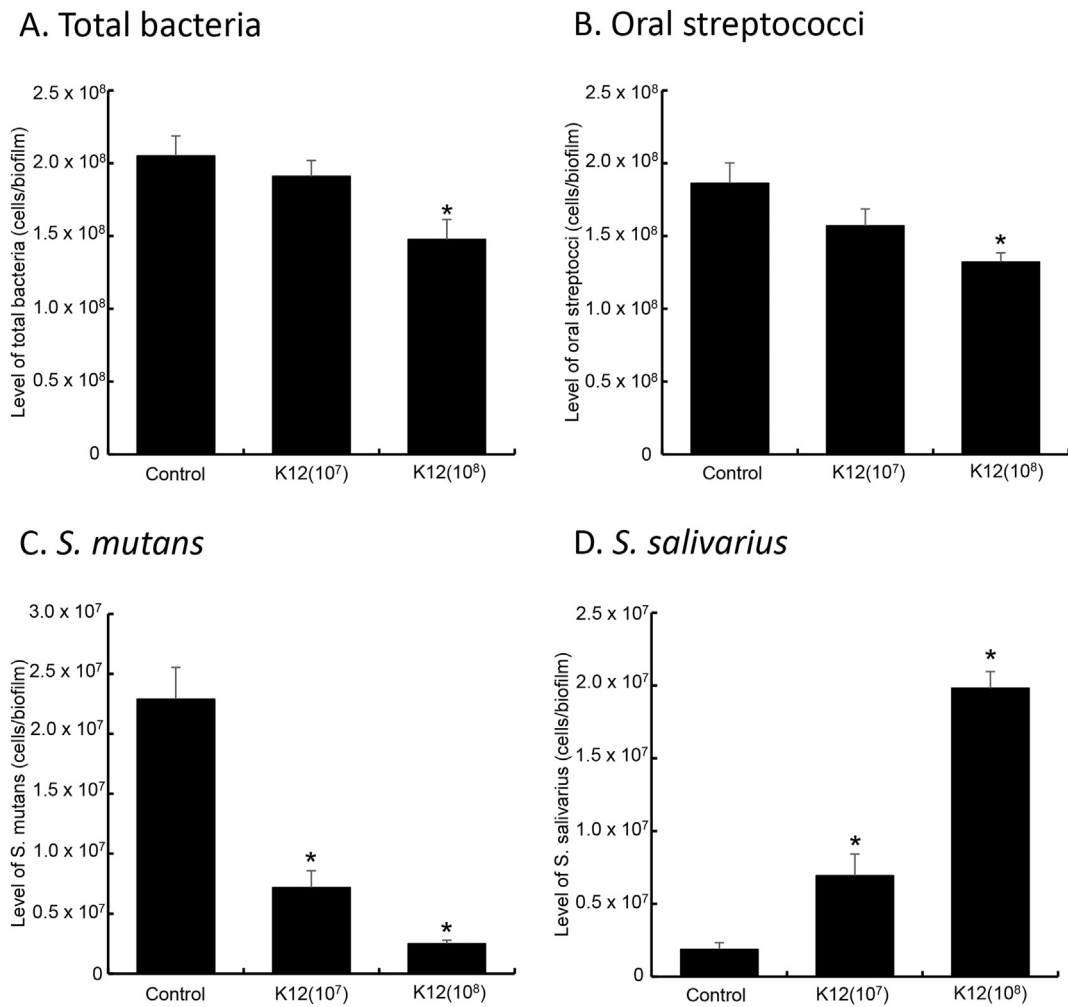 A. Total bacteria
Level of total bacteria (cells/biofilm)
2.5 x 10⁸
2.0 x 10⁸
1.5 x 10⁸
1.0 x 10⁸
0.5 x 10⁸
0
*
Control K12(10⁷) K12(10⁸)
B. Oral streptococci
Level of oral streptocci (cells/biofilm)
2.5 x 10⁸
2.0 x 10⁸
1.5 x 10⁸
1.0 x 10⁸
0.5 x 10⁸
0
*
Control K12(10⁷) K12(10⁸)
C. S. mutans
Level of S. mutans (cells/biofilm)
3.0 x 10⁷
2.5 x 10⁷
2.0 x 10⁷
1.5 x 10⁷
1.0 x 10⁷
0.5 x 10⁷
0
*
*
Control K12(10⁷) K12(10⁸)
D. S. salivarius
Level of S. salivarius (cells/biofilm)
2.5 x 10⁷
2.0 x 10⁷
1.5 x 10⁷
1.0 x 10⁷
0.5 x 10⁷
0
*
*
Control K12(10⁷) K12(10⁸)